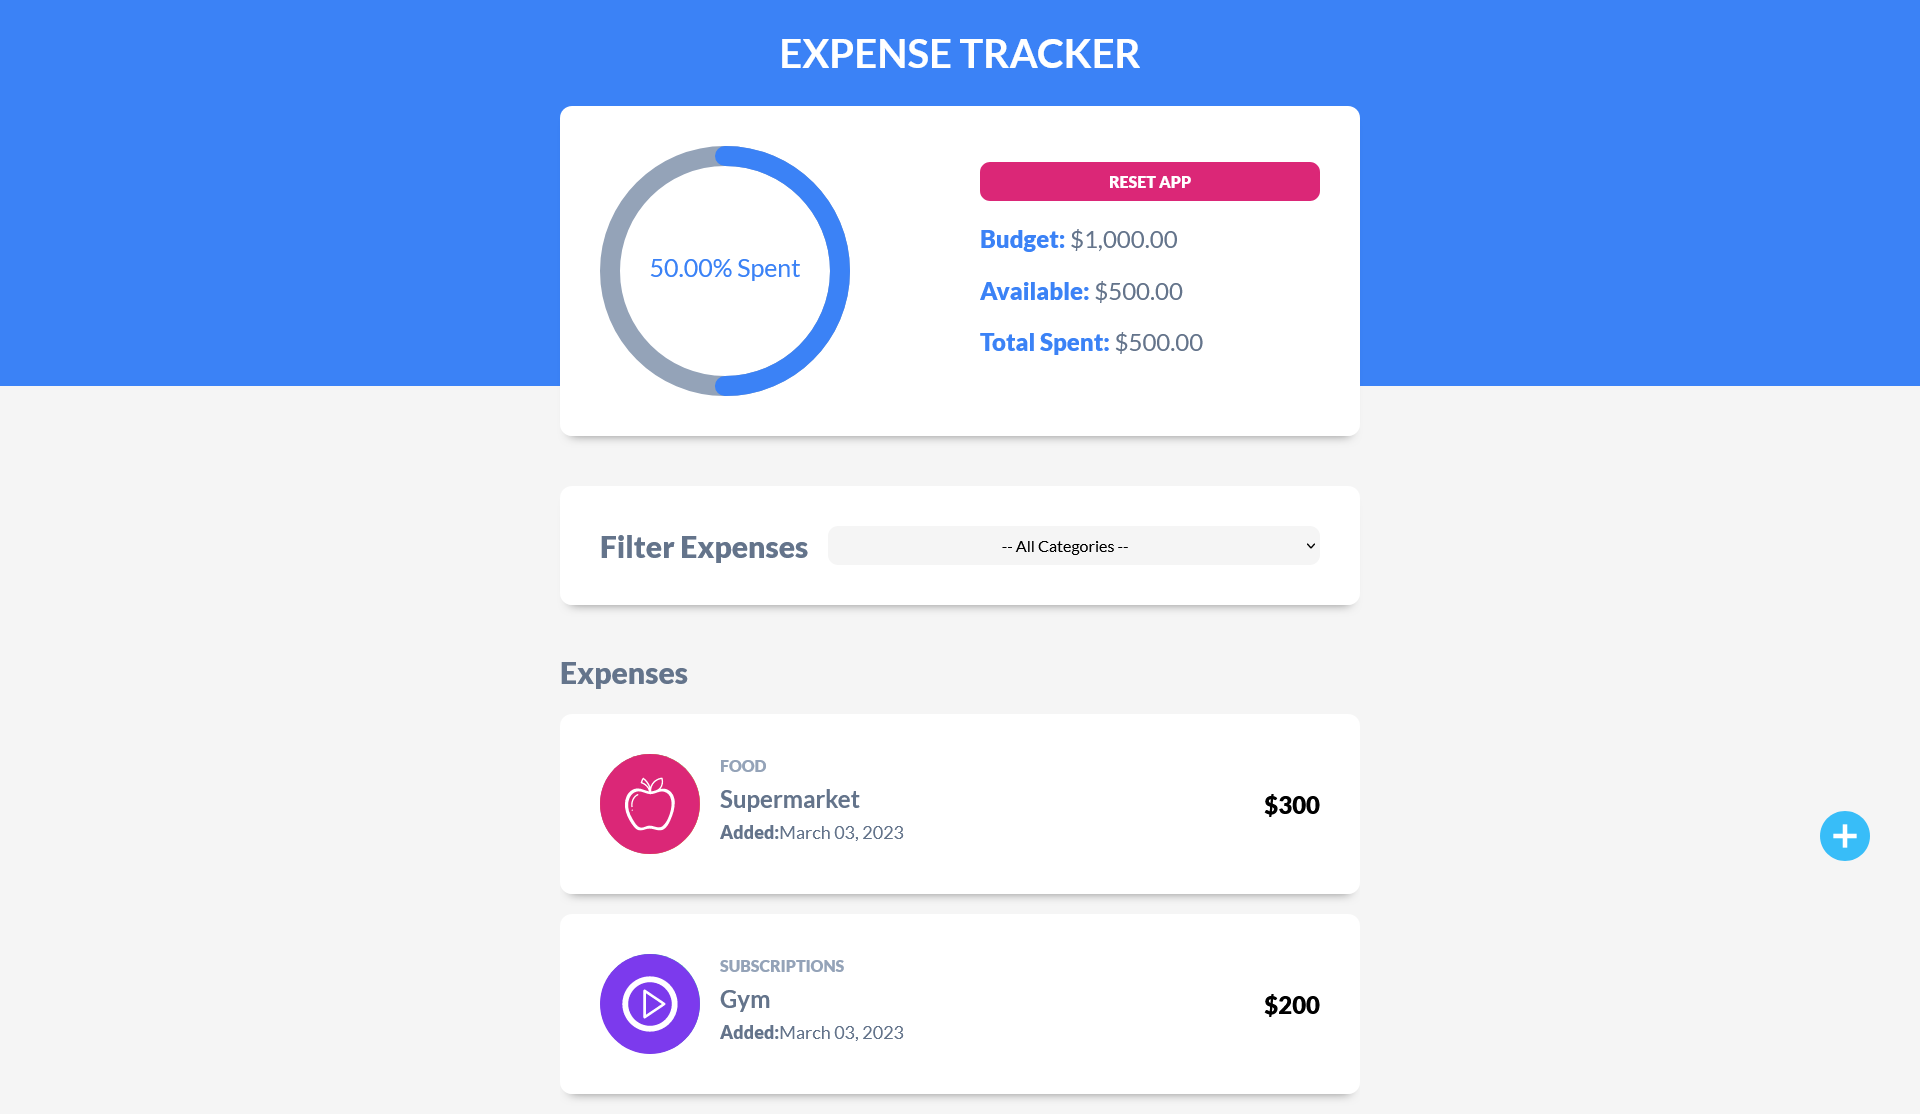 EXPENSE TRACKER
50.00% Spent
RESET APP
Budget: $1,000.00
Available: $500.00
Total Spent: $500.00
Filter Expenses
-- All Categories --
Expenses
FOOD
Supermarket
Added:March 03, 2023
$300
SUBSCRIPTIONS
Gym
Added:March 03, 2023
$200